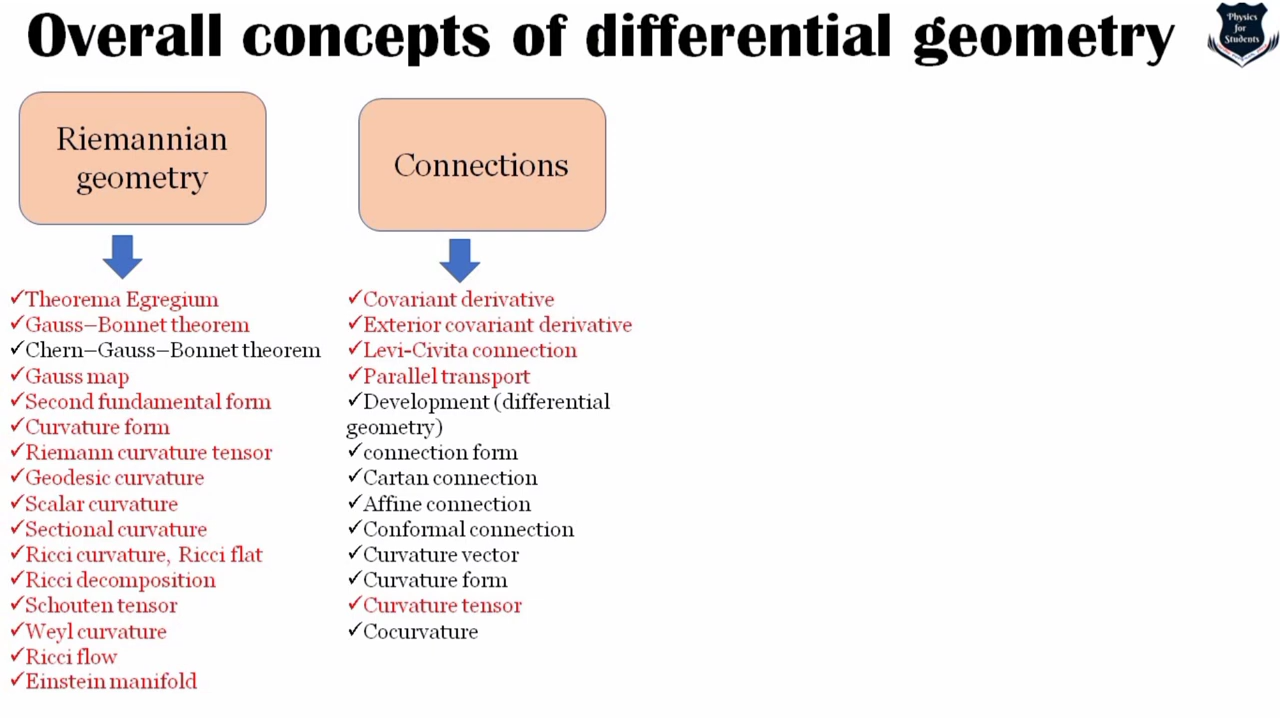 Overall concepts of differential geometry
Physics
for
Students
Riemannian
geometry
✓Theorema Egregium
✓Gauss–Bonnet theorem
✓Chern–Gauss–Bonnet theorem
✓Gauss map
✓Second fundamental form
✓Curvature form
✓Riemann curvature tensor
✓Geodesic curvature
✓Scalar curvature
✓Sectional curvature
✓Ricci curvature, Ricci flat
✓Ricci decomposition
✓Schouten tensor
✓Weyl curvature
✓Ricci flow
✓Einstein manifold
Connections
✓Covariant derivative
✓Exterior covariant derivative
✓Levi-Civita connection
✓Parallel transport
✓Development (differential
geometry)
✓connection form
✓Cartan connection
✓Affine connection
✓Conformal connection
✓Curvature vector
✓Curvature form
✓Curvature tensor
✓Cocurvature